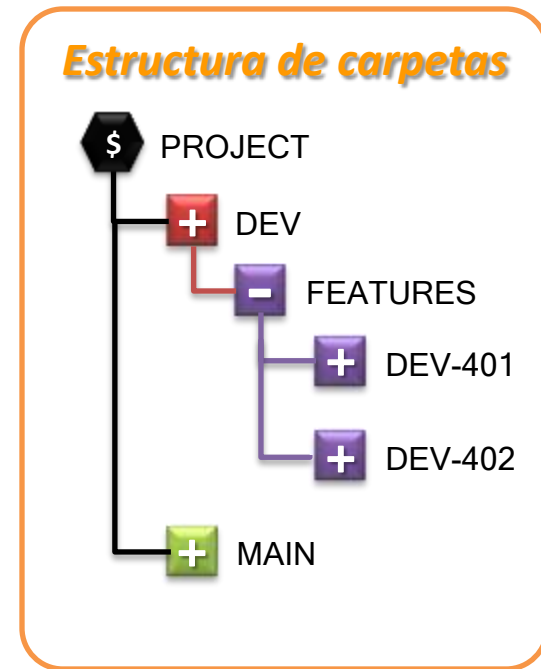 Estructura de carpetas
$ PROJECT
+ DEV
- FEATURES
+ DEV-401
+ DEV-402
+ MAIN